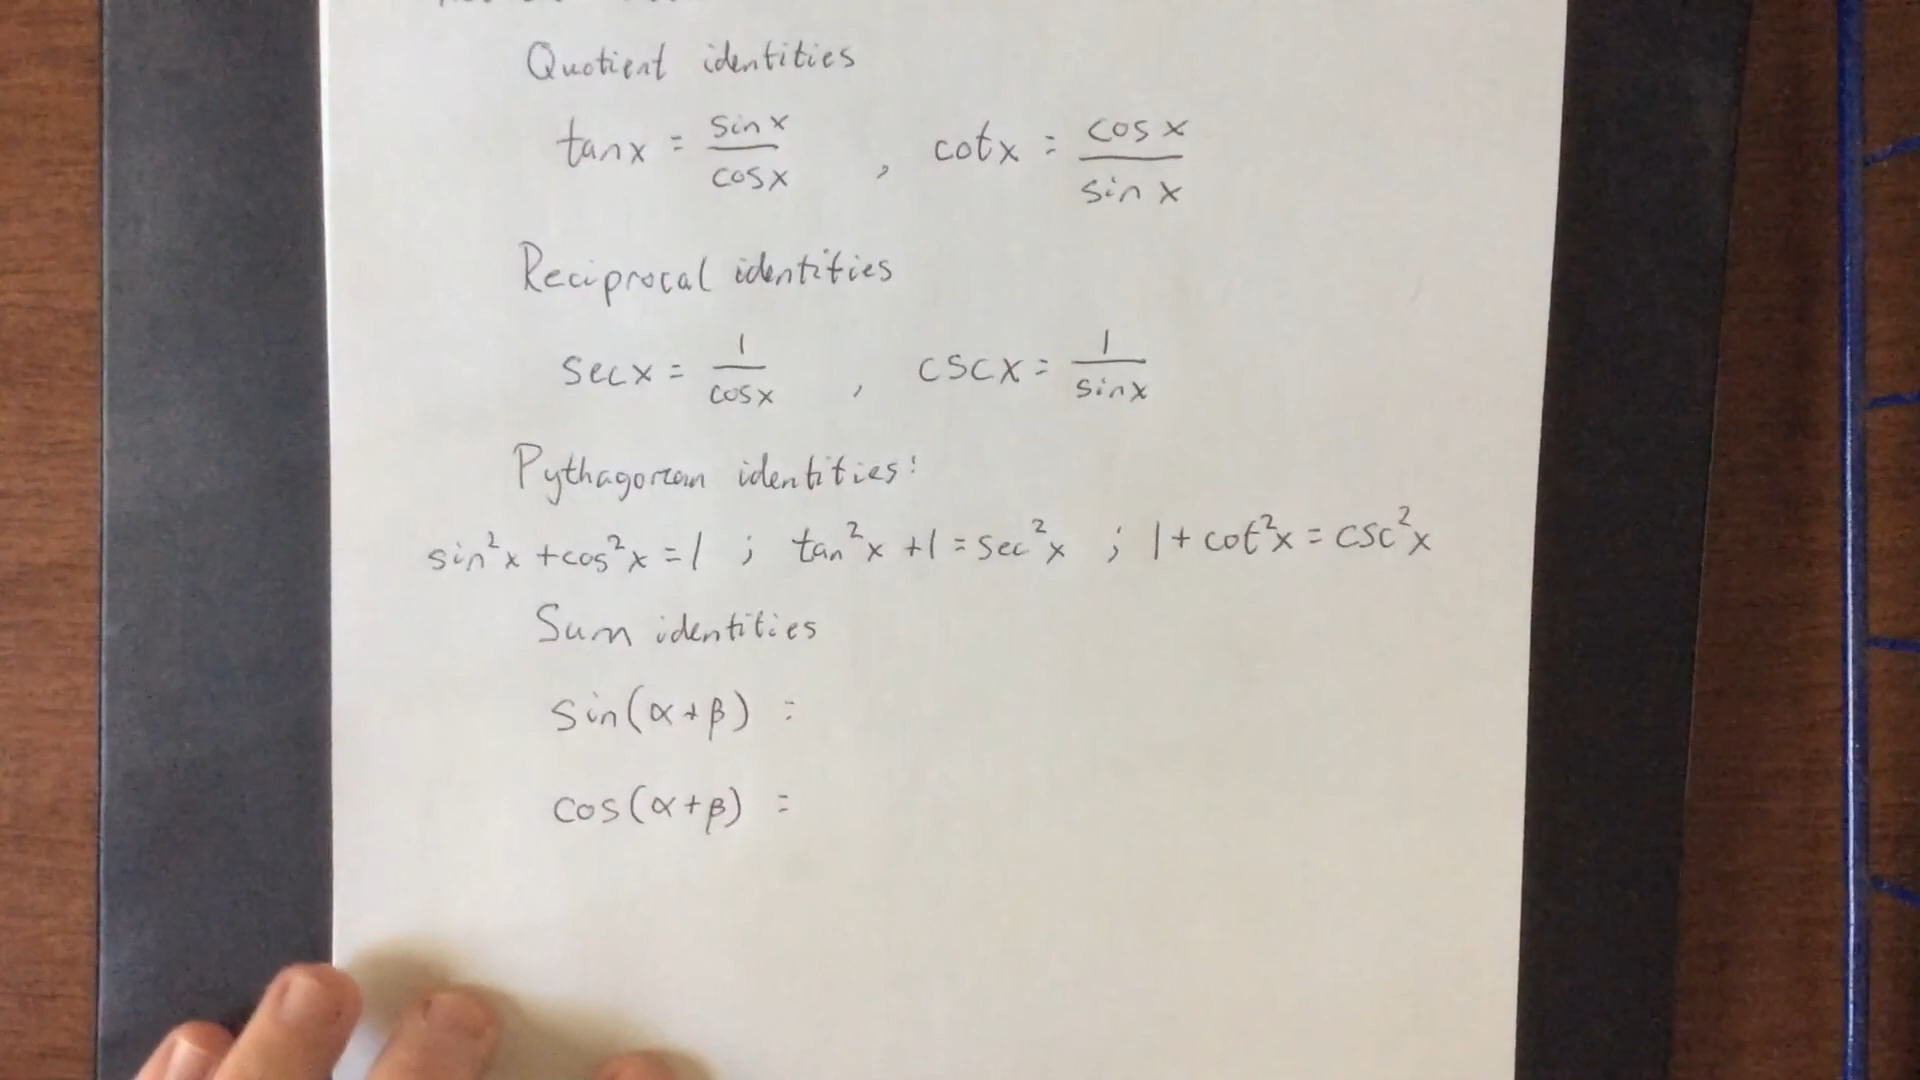 Quotient identities
tanx = sinx/cosx , cotx = cosx/sinx
Reciprocal identities
secx = 1/cosx , cscx = 1/sinx
Pythagorean identities:
sin²x + cos²x = 1 ; tan²x + 1 = sec²x ; 1 + cot²x = csc²x
Sum identities
sin(α+β) =
cos(α+β) =